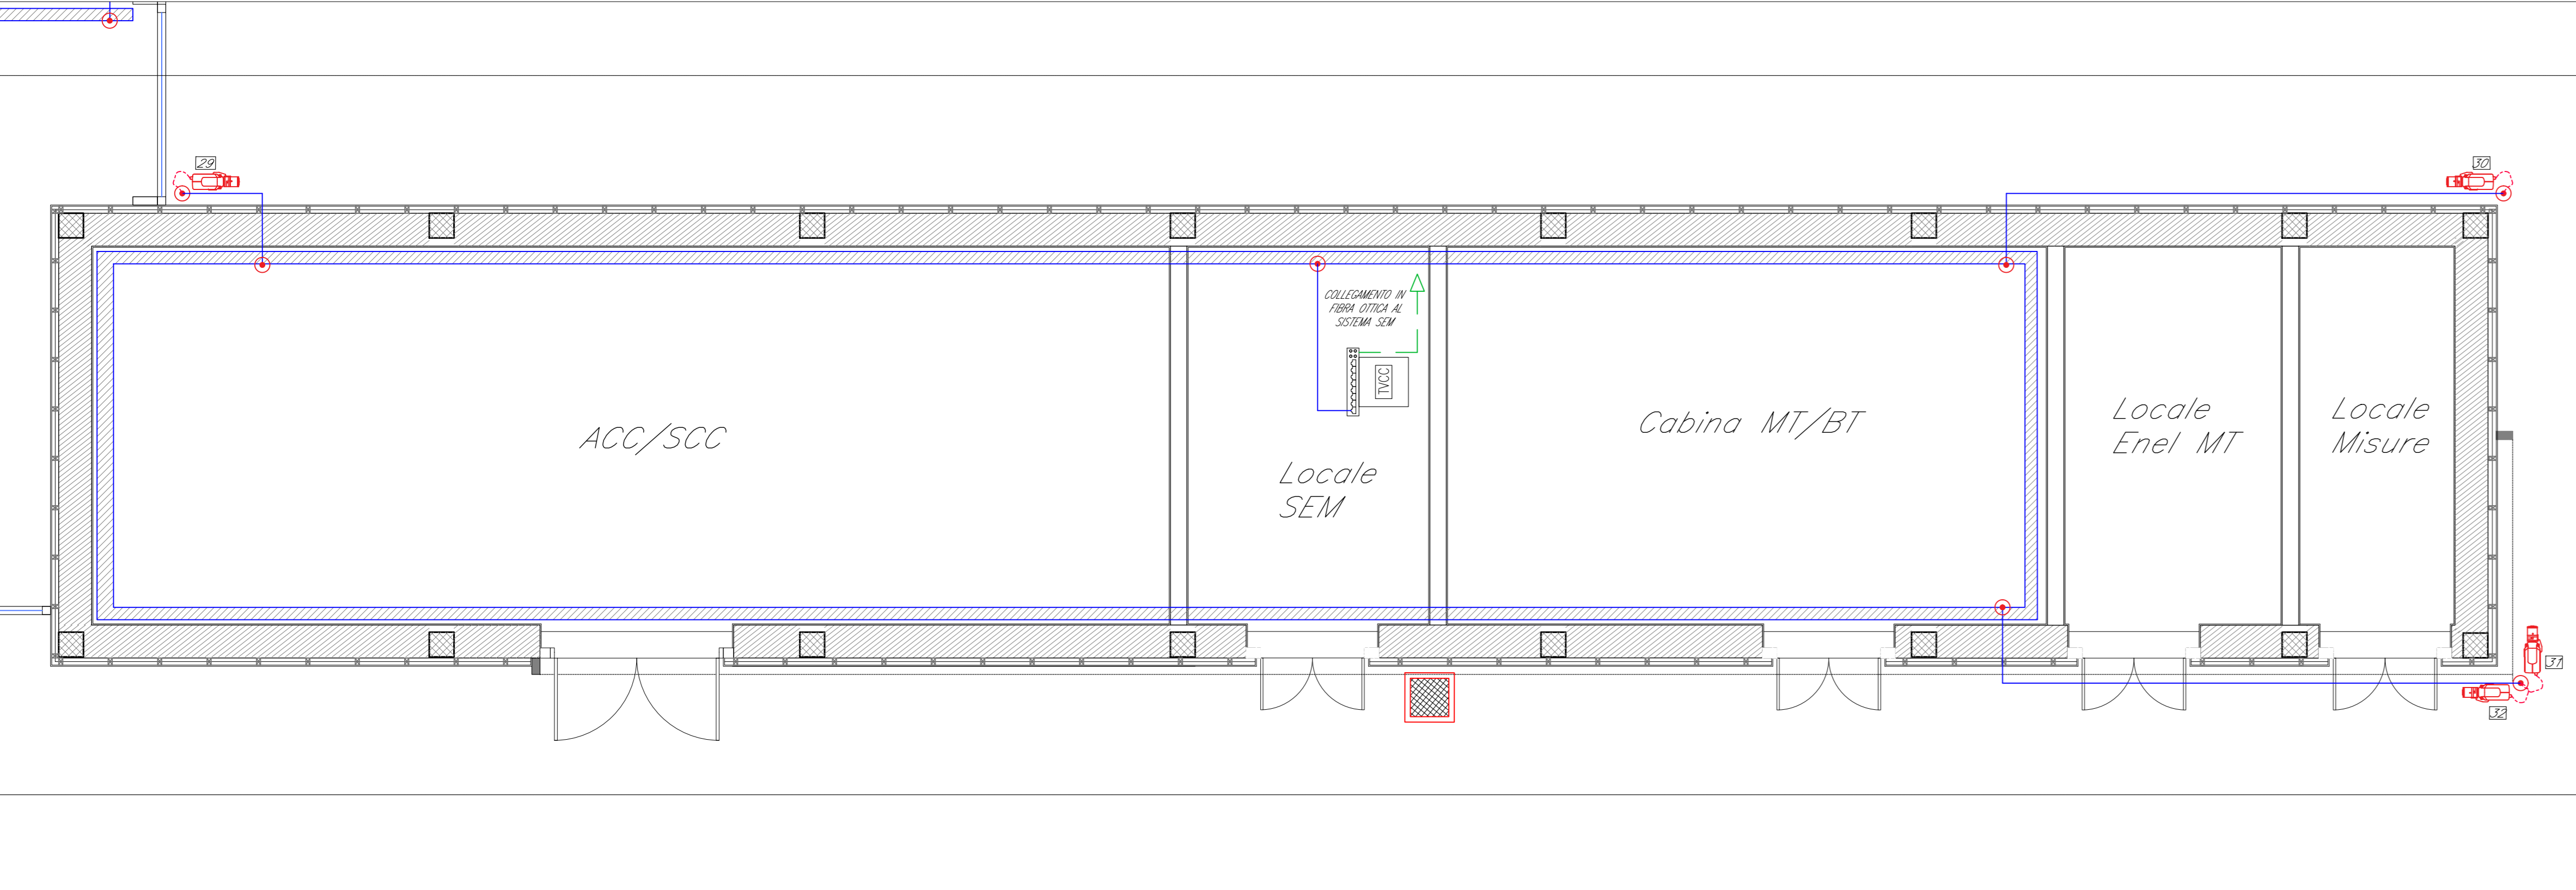 29
30
COLLEGAMENTO IN
FIBRA OTTICA AL
SISTEMA SEM
TVCC
ACC/SCC
Locale
SEM
Cabina MT/BT
Locale
Enel MT
Locale
Misure
31
32